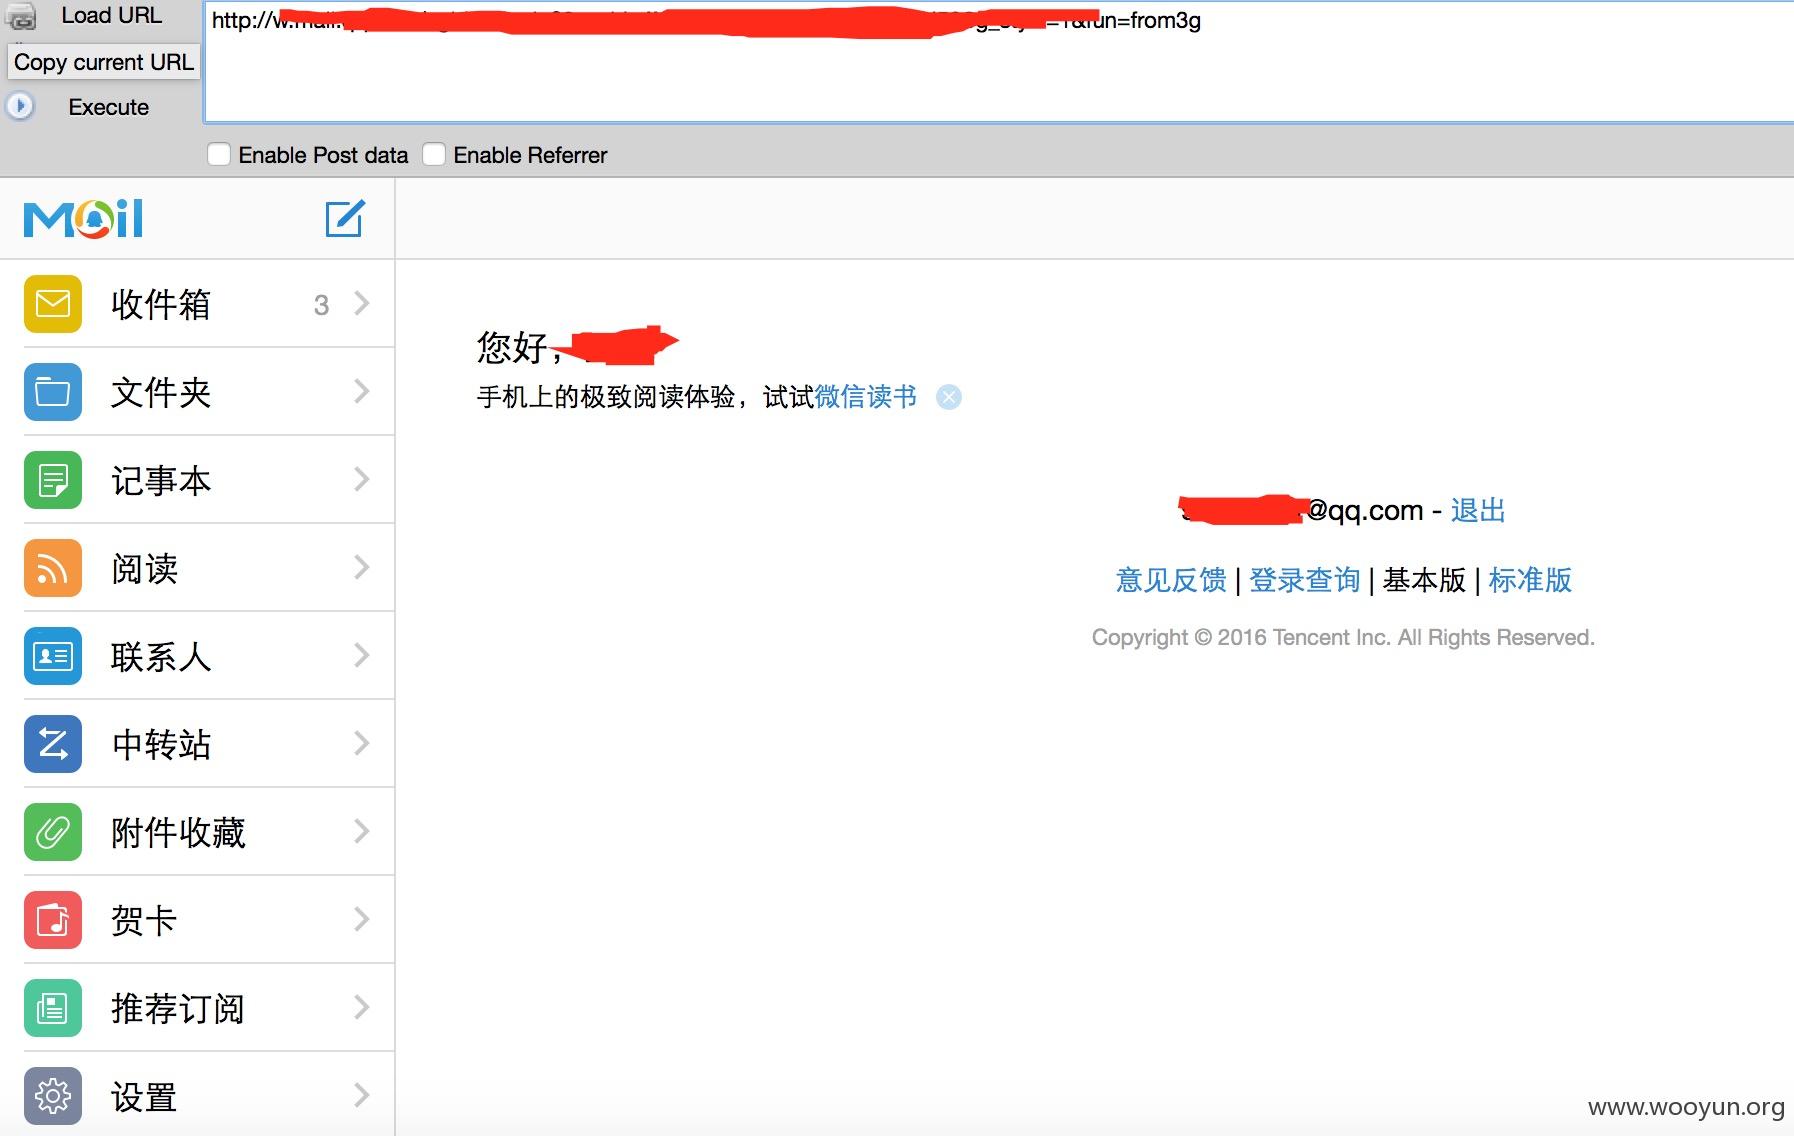 Load URL
http://w.mail.
=1&fun=from3g
Copy current URL
Execute
Enable Post data
Enable Referrer
Mail
收件箱 3
文件夹
记事本
阅读
联系人
中转站
附件收藏
贺卡
推荐订阅
设置
您好,
手机上的极致阅读体验，试试微信读书
@qq.com - 退出
意见反馈 | 登录查询 | 基本版 | 标准版
Copyright © 2016 Tencent Inc. All Rights Reserved.
www.wooyun.org